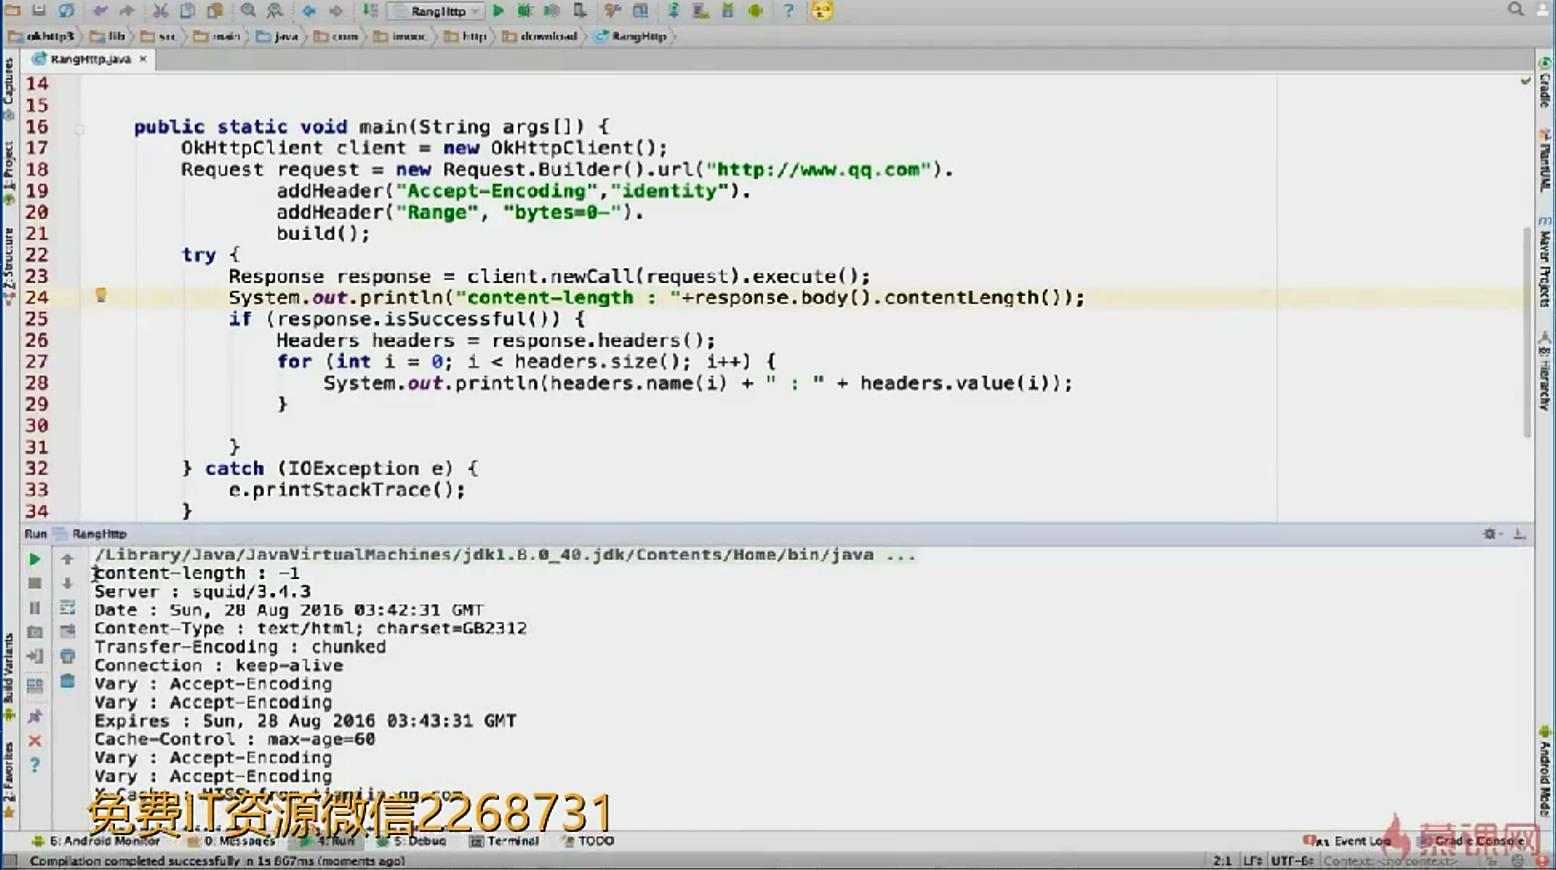 RangHttp
okhttp3 lib src main java com imooc http download RangHttp
RangHttp.java
14
15
16 public static void main(String args[]) {
17 OkHttpClient client = new OkHttpClient();
18 Request request = new Request.Builder().url("http://www.qq.com").
19 addHeader("Accept-Encoding","identity").
20 addHeader("Range", "bytes=0-").
21 build();
22 try {
23 Response response = client.newCall(request).execute();
24 System.out.println("content-length : "+response.body().contentLength());
25 if (response.isSuccessful()) {
26 Headers headers = response.headers();
27 for (int i = 0; i < headers.size(); i++) {
28 System.out.println(headers.name(i) + " : " + headers.value(i));
29 }
30
31 }
32 } catch (IOException e) {
33 e.printStackTrace();
34 }
Captures
1: Project
7: Structure
Build Variants
2: Favorites
Gradle
PlantUML
Maven Projects
8: Hierarchy
Android Model
Run RangHttp
/Library/Java/JavaVirtualMachines/jdk1.8.0_40.jdk/Contents/Home/bin/java ...
content-length : -1
Server : squid/3.4.3
Date : Sun, 28 Aug 2016 03:42:31 GMT
Content-Type : text/html; charset=GB2312
Transfer-Encoding : chunked
Connection : keep-alive
Vary : Accept-Encoding
Vary : Accept-Encoding
Expires : Sun, 28 Aug 2016 03:43:31 GMT
Cache-Control : max-age=60
Vary : Accept-Encoding
Vary : Accept-Encoding
免费IT资源微信2268731
6: Android Monitor 0: Messages 4: Run 5: Debug Terminal TODO Event Log Gradle Console
慕课网
Compilation completed successfully in 1s 867ms (moments ago) 2:1 LF÷ UTF-8÷ Context: <no context>